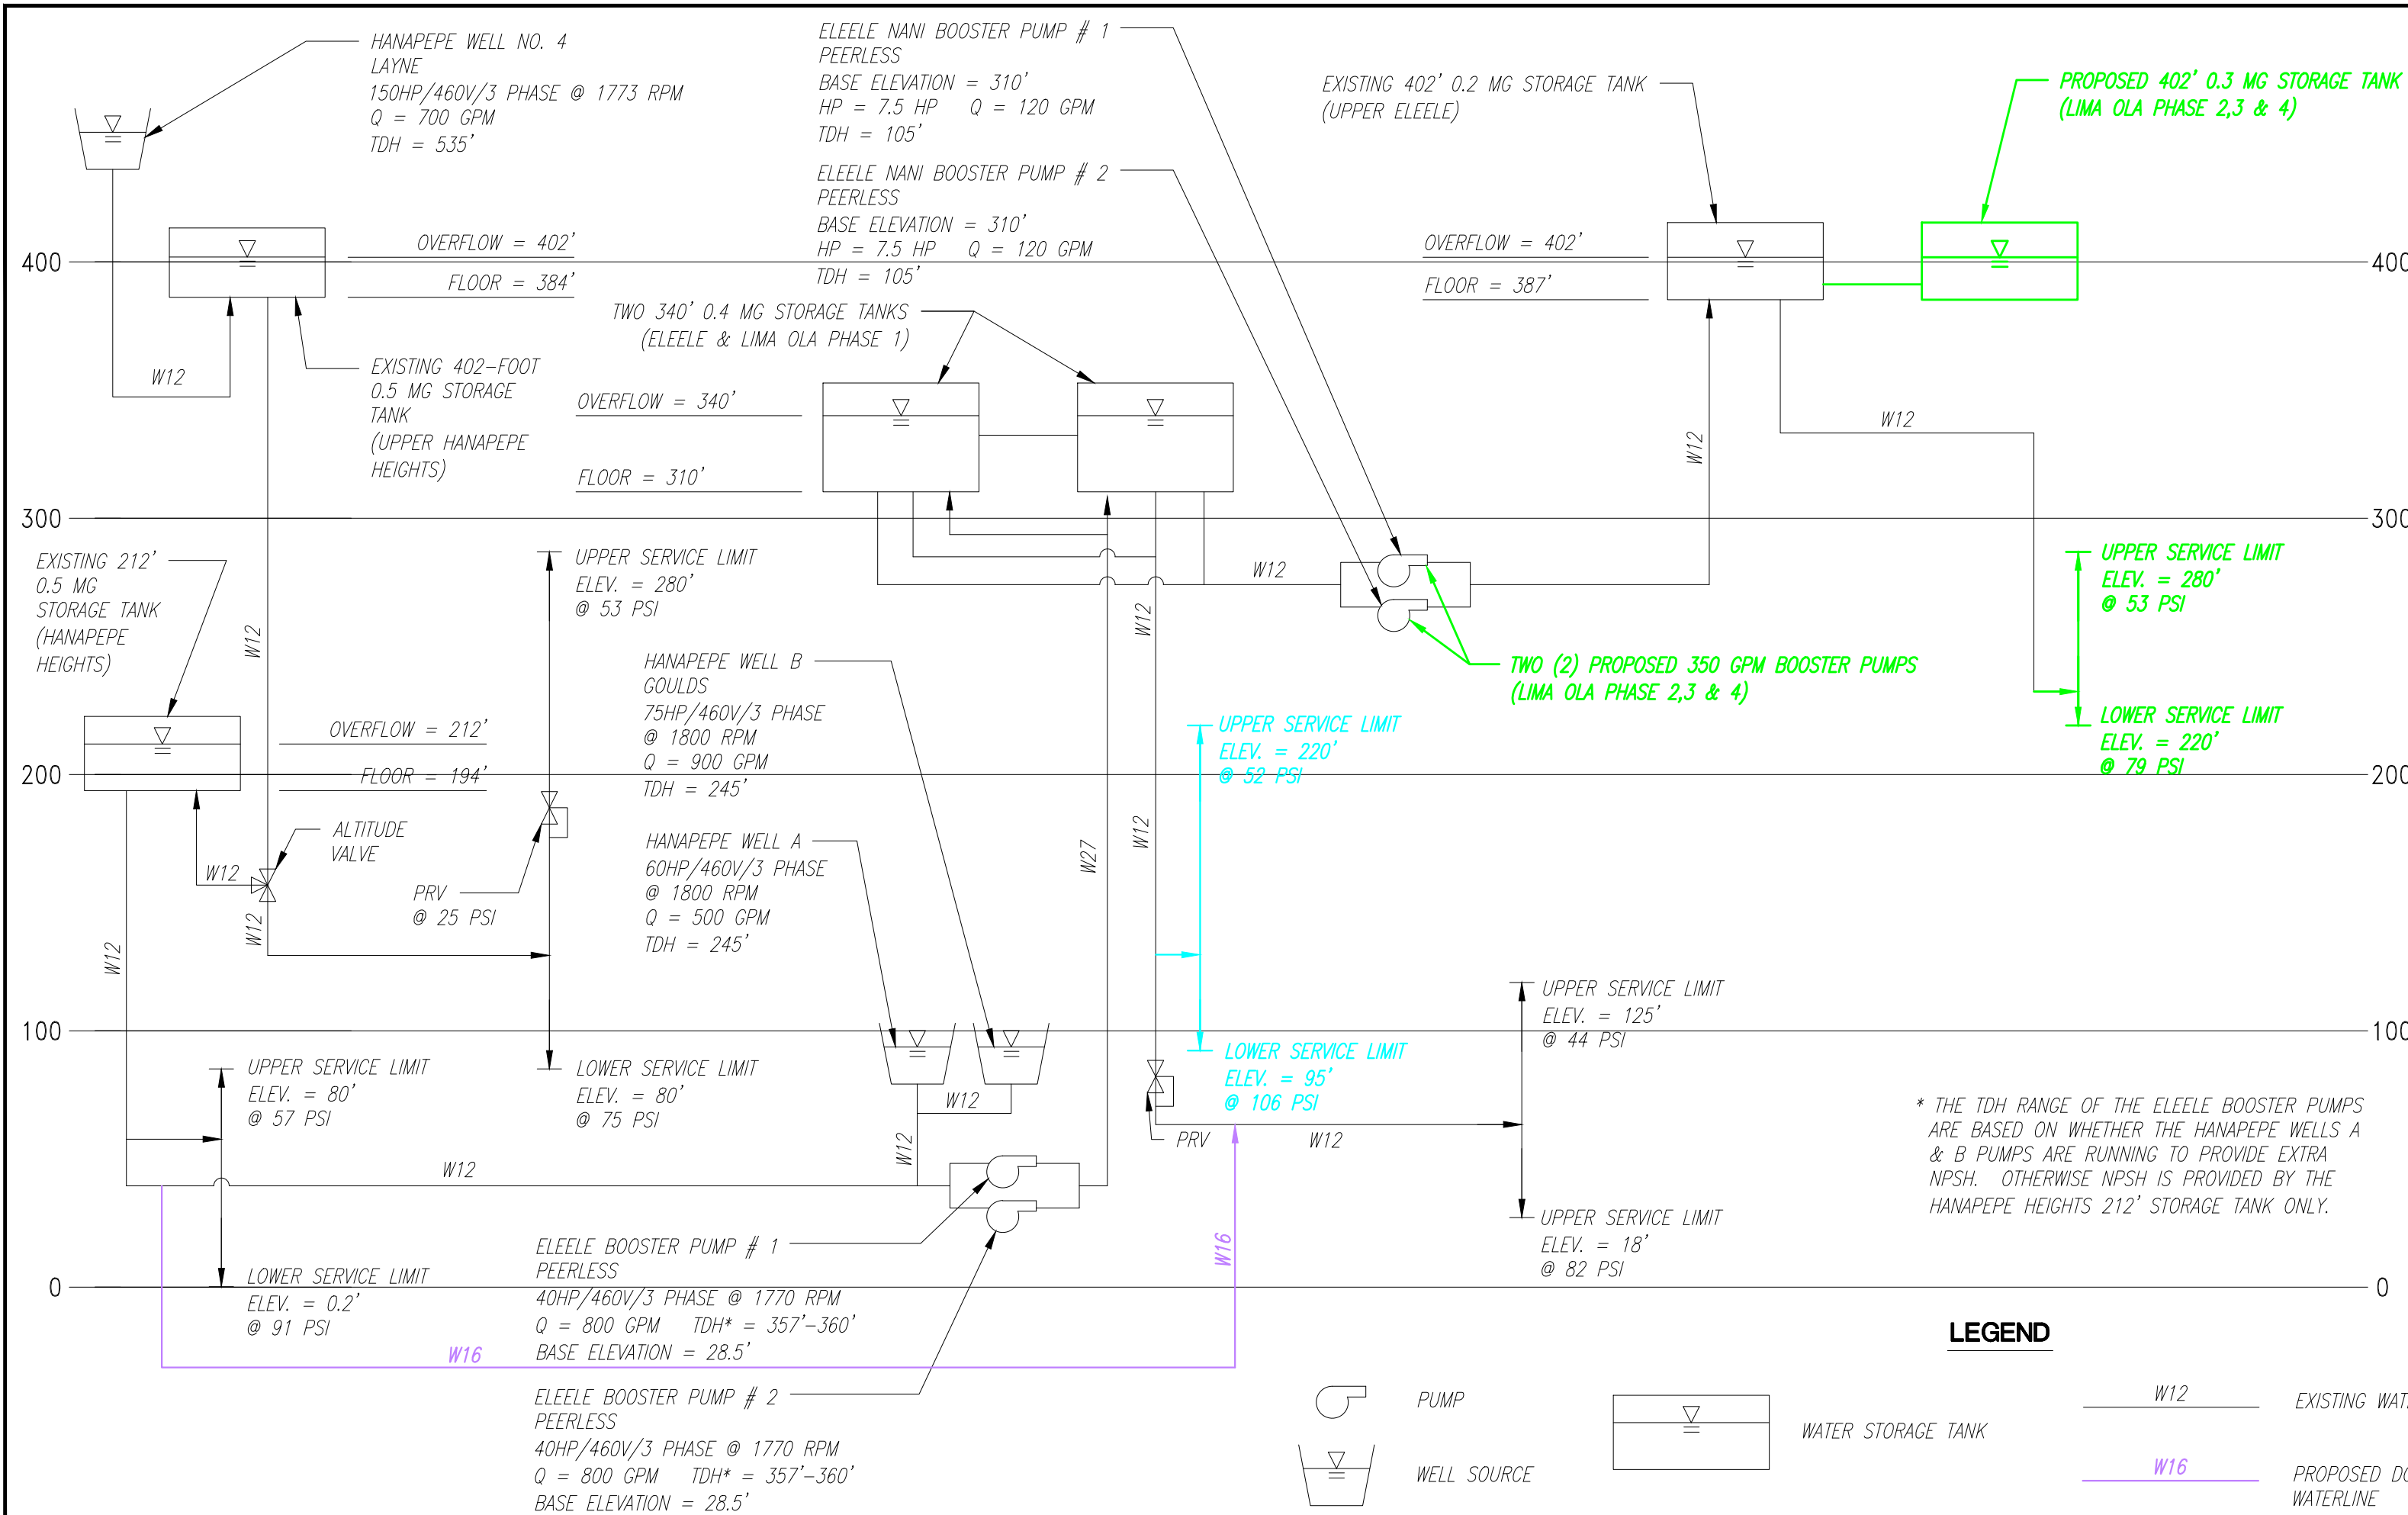 HANAPEPE WELL NO. 4
LAYNE
150HP/460V/3 PHASE @ 1773 RPM
Q = 700 GPM
TDH = 535'
ELEELE NANI BOOSTER PUMP # 1
PEERLESS
BASE ELEVATION = 310'
HP = 7.5 HP Q = 120 GPM
TDH = 105'
ELEELE NANI BOOSTER PUMP # 2
PEERLESS
BASE ELEVATION = 310'
HP = 7.5 HP Q = 120 GPM
TDH = 105'
EXISTING 402' 0.2 MG STORAGE TANK
(UPPER ELEELE)
PROPOSED 402' 0.3 MG STORAGE TANK
(LIMA OLA PHASE 2,3 & 4)
OVERFLOW = 402'
FLOOR = 384'
OVERFLOW = 402'
FLOOR = 387'
400
400
TWO 340' 0.4 MG STORAGE TANKS
(ELEELE & LIMA OLA PHASE 1)
W12
EXISTING 402-FOOT
0.5 MG STORAGE
TANK
(UPPER HANAPEPE
HEIGHTS)
OVERFLOW = 340'
FLOOR = 310'
W12
W12
300
300
EXISTING 212'
0.5 MG
STORAGE TANK
(HANAPEPE
HEIGHTS)
W12
UPPER SERVICE LIMIT
ELEV. = 280'
@ 53 PSI
W12
W12
UPPER SERVICE LIMIT
ELEV. = 280'
@ 53 PSI
HANAPEPE WELL B
GOULDS
75HP/460V/3 PHASE
@ 1800 RPM
Q = 900 GPM
TDH = 245'
TWO (2) PROPOSED 350 GPM BOOSTER PUMPS
(LIMA OLA PHASE 2,3 & 4)
OVERFLOW = 212'
FLOOR = 194'
UPPER SERVICE LIMIT
ELEV. = 220'
@ 52 PSI
LOWER SERVICE LIMIT
ELEV. = 220'
@ 79 PSI
200
200
ALTITUDE
VALVE
W12
PRV
@ 25 PSI
HANAPEPE WELL A
60HP/460V/3 PHASE
@ 1800 RPM
Q = 500 GPM
TDH = 245'
W27
W12
W12
W12
100
100
UPPER SERVICE LIMIT
ELEV. = 125'
@ 44 PSI
UPPER SERVICE LIMIT
ELEV. = 80'
@ 57 PSI
LOWER SERVICE LIMIT
ELEV. = 80'
@ 75 PSI
W12
W12
LOWER SERVICE LIMIT
ELEV. = 95'
@ 106 PSI
PRV
W12
* THE TDH RANGE OF THE ELEELE BOOSTER PUMPS
ARE BASED ON WHETHER THE HANAPEPE WELLS A
& B PUMPS ARE RUNNING TO PROVIDE EXTRA
NPSH. OTHERWISE NPSH IS PROVIDED BY THE
HANAPEPE HEIGHTS 212' STORAGE TANK ONLY.
W12
UPPER SERVICE LIMIT
ELEV. = 18'
@ 82 PSI
W16
0
0
LOWER SERVICE LIMIT
ELEV. = 0.2'
@ 91 PSI
W16
ELEELE BOOSTER PUMP # 1
PEERLESS
40HP/460V/3 PHASE @ 1770 RPM
Q = 800 GPM TDH* = 357'-360'
BASE ELEVATION = 28.5'
ELEELE BOOSTER PUMP # 2
PEERLESS
40HP/460V/3 PHASE @ 1770 RPM
Q = 800 GPM TDH* = 357'-360'
BASE ELEVATION = 28.5'
LEGEND
PUMP
WELL SOURCE
WATER STORAGE TANK
W12
EXISTING
W16
PROPOSED
WATERLINE